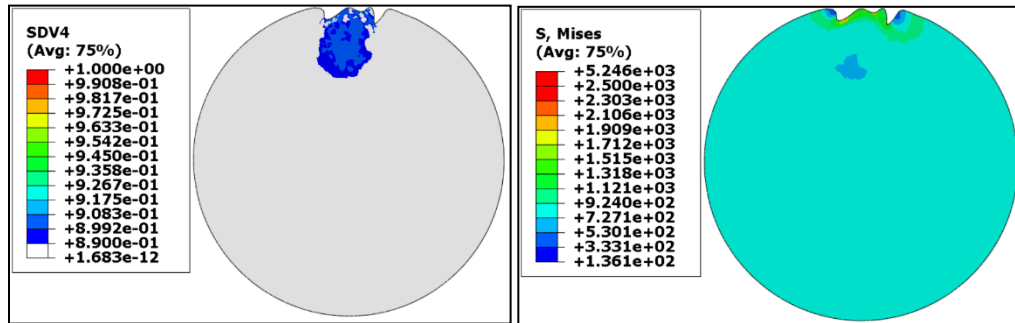 SDV4
(Avg: 75%)
+1.000e+00
+9.908e-01
+9.817e-01
+9.725e-01
+9.633e-01
+9.542e-01
+9.450e-01
+9.358e-01
+9.267e-01
+9.175e-01
+9.083e-01
+8.992e-01
+8.900e-01
+1.683e-12
S, Mises
(Avg: 75%)
+5.246e+03
+2.500e+03
+2.303e+03
+2.106e+03
+1.909e+03
+1.712e+03
+1.515e+03
+1.318e+03
+1.121e+03
+9.240e+02
+7.271e+02
+5.301e+02
+3.331e+02
+1.361e+02